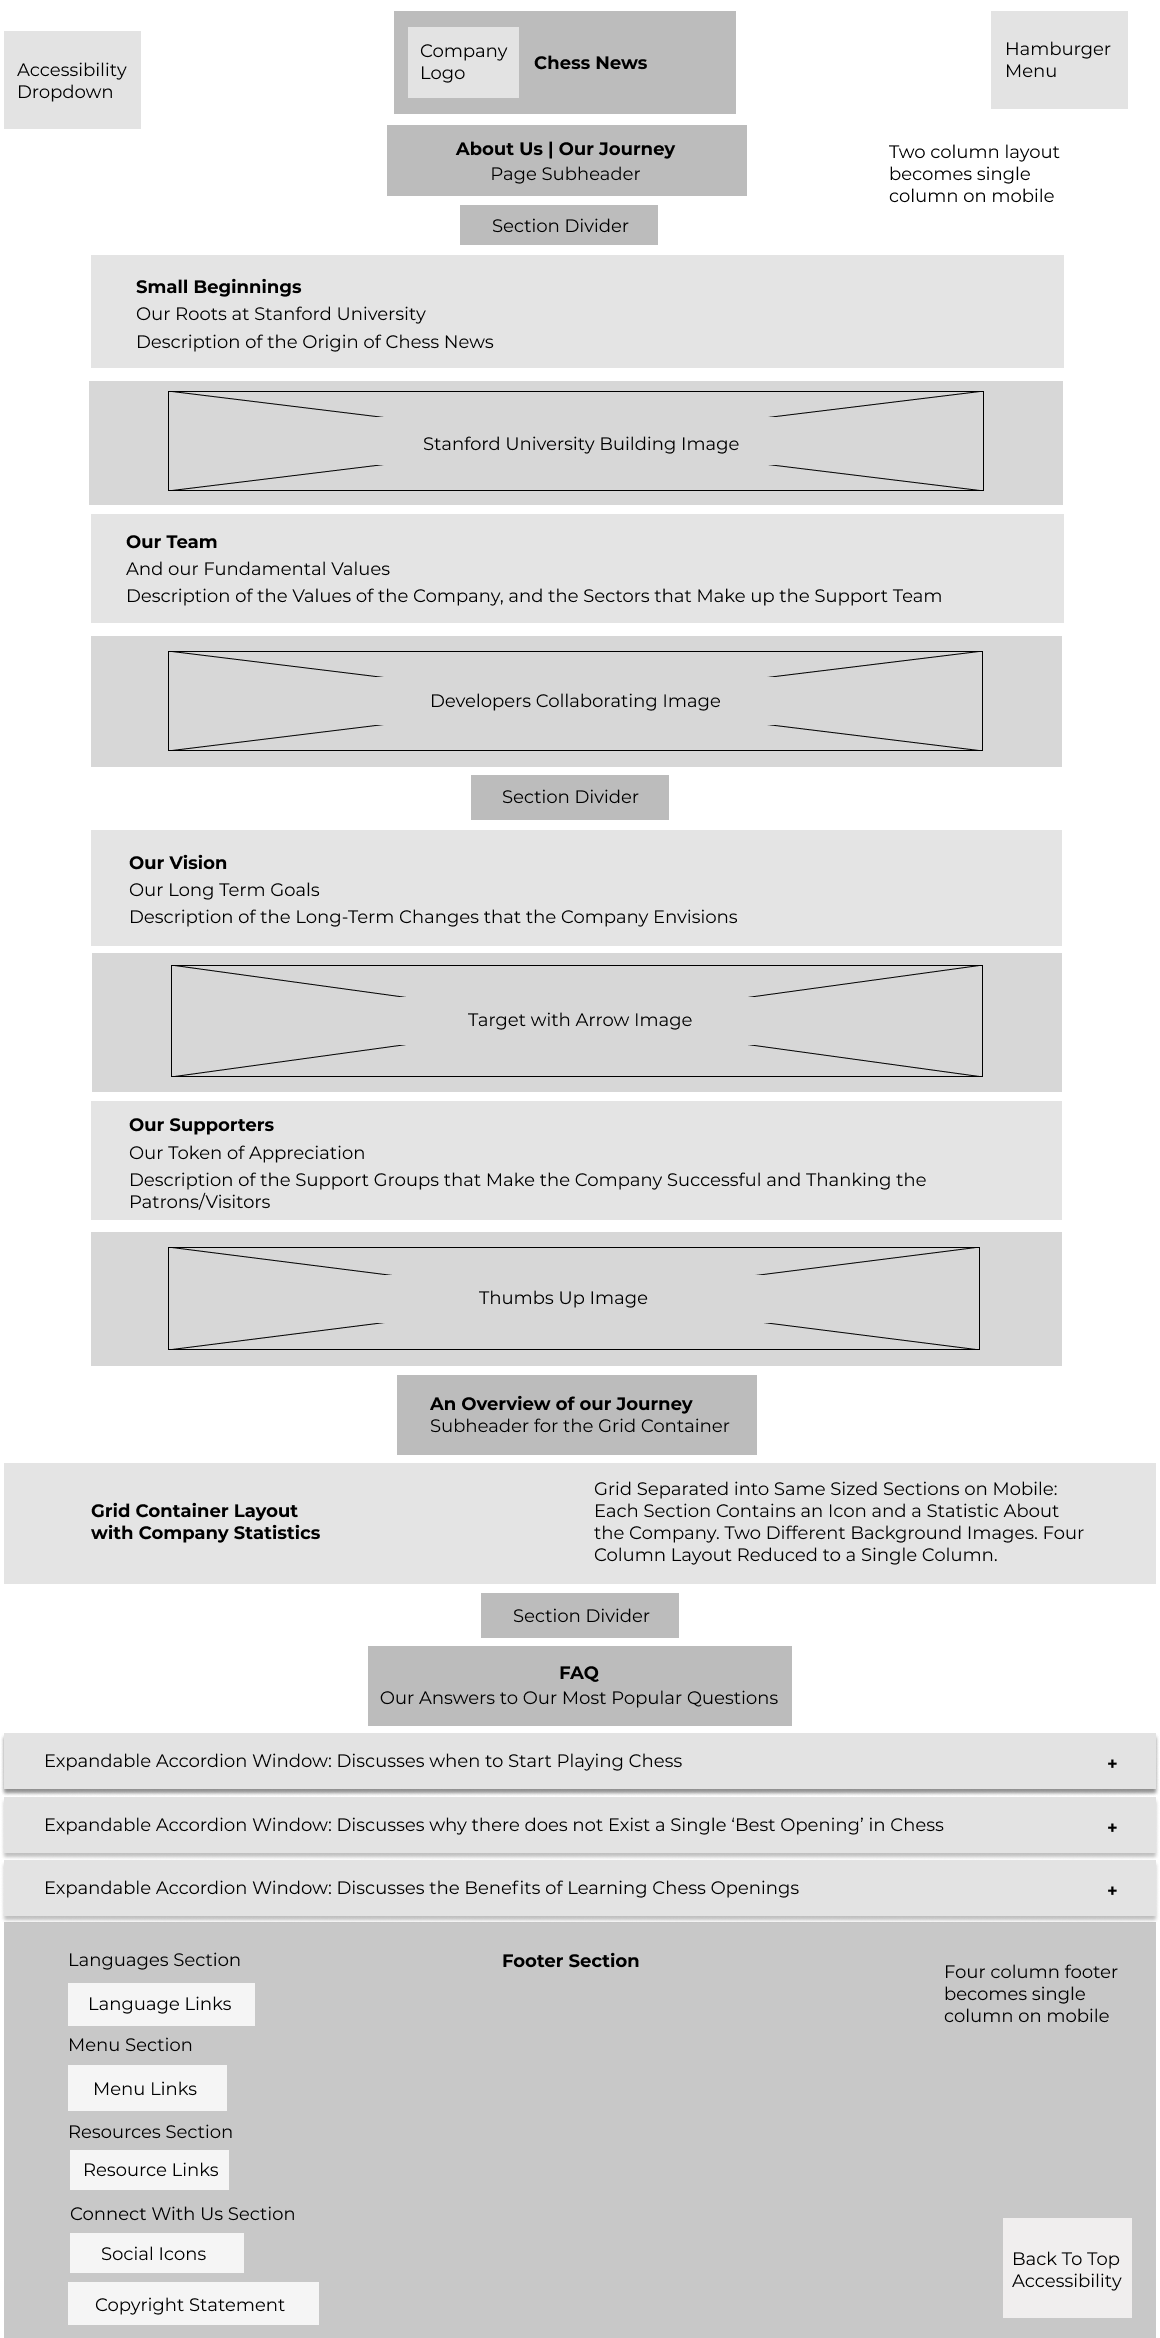 Accessibility
Dropdown
Company
Logo
Chess News
Hamburger
Menu
About Us | Our Journey
Page Subheader
Two column layout
becomes single
column on mobile
Section Divider
Small Beginnings
Our Roots at Stanford University
Description of the Origin of Chess News
Stanford University Building Image
Our Team
And our Fundamental Values
Description of the Values of the Company, and the Sectors that Make up the Support Team
Developers Collaborating Image
Section Divider
Our Vision
Our Long Term Goals
Description of the Long-Term Changes that the Company Envisions
Target with Arrow Image
Our Supporters
Our Token of Appreciation
Description of the Support Groups that Make the Company Successful and Thanking the
Patrons/Visitors
Thumbs Up Image
An Overview of our Journey
Subheader for the Grid Container
Grid Container Layout
with Company Statistics
Grid Separated into Same Sized Sections on Mobile:
Each Section Contains an Icon and a Statistic About
the Company. Two Different Background Images. Four
Column Layout Reduced to a Single Column.
Section Divider
FAQ
Our Answers to Our Most Popular Questions
Expandable Accordion Window: Discusses when to Start Playing Chess +
Expandable Accordion Window: Discusses why there does not Exist a Single ‘Best Opening’ in Chess +
Expandable Accordion Window: Discusses the Benefits of Learning Chess Openings +
Footer Section
Four column footer
becomes single
column on mobile
Languages Section
Language Links
Menu Section
Menu Links
Resources Section
Resource Links
Connect With Us Section
Social Icons
Copyright Statement
Back To Top
Accessibility